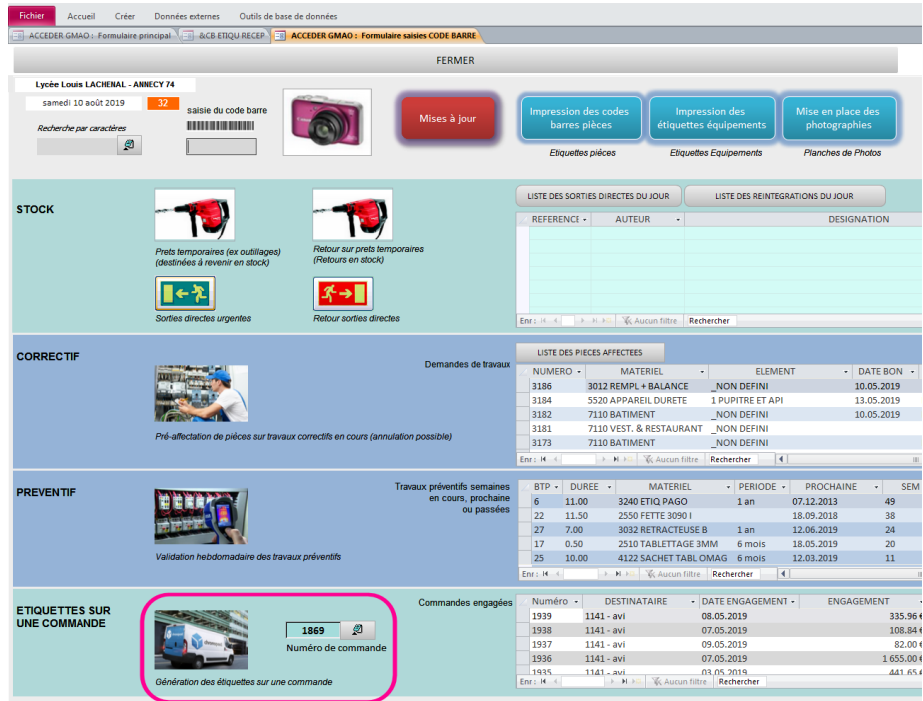 Fichier Accueil Créer Données externes Outils de base de données
ACCEDER GMAO : Formulaire principal &CB ETIQU RECEP ACCEDER GMAO : Formulaire saisies CODE BARRE
FERMER
Lycée Louis LACHENAL - ANNECY 74
samedi 10 août 2019 32
saisie du code barre
Recherche par caractères
Mises à jour
Impression des codes
barres pièces
Impression des
étiquettes équipements
Mise en place des
photographies
Etiquettes pièces Etiquettes Equipements Planches de Photos
STOCK
Prets temporaires (ex outillages)
(destinées à revenir en stock)
Retour sur prets temporaires
(Retours en stock)
Sorties directes urgentes
Retour sorties directes
LISTE DES SORTIES DIRECTES DU JOUR LISTE DES REINTEGRATIONS DU JOUR
REFERENCE AUTEUR DESIGNATION
Enr : Aucun filtre Rechercher
CORRECTIF
Demandes de travaux
Pré-affectation de pièces sur travaux correctifs en cours (annulation possible)
LISTE DES PIECES AFFECTEES
NUMERO MATERIEL ELEMENT DATE BON
3186 3012 REMPL + BALANCE _NON DEFINI 10.05.2019
3184 5520 APPAREIL DURETE 1 PUPITRE ET API 13.05.2019
3182 7110 BATIMENT _NON DEFINI 10.05.2019
3181 7110 VEST. & RESTAURANT _NON DEFINI
3173 7110 BATIMENT _NON DEFINI
Enr : Aucun filtre Rechercher
PREVENTIF
Travaux préventifs semaines
en cours, prochaine
ou passées
Validation hebdomadaire des travaux préventifs
BTP DUREE MATERIEL PERIODE PROCHAINE SEM
6 11.00 3240 ETIQ PAGO 1 an 07.12.2013 49
22 11.50 2550 FETTE 3090 I 18.09.2018 38
27 7.00 3032 RETRACTEUSE B 1 an 12.06.2019 24
17 0.50 2510 TABLETTAGE 3MM 6 mois 18.05.2019 20
25 10.00 4122 SACHET TABL OMAG 6 mois 12.03.2019 11
Enr : Aucun filtre Rechercher
ETIQUETTES SUR
UNE COMMANDE
Commandes engagées
1869
Numéro de commande
Génération des étiquettes sur une commande
Numéro DESTINATAIRE DATE ENGAGEMENT ENGAGEMENT
1939 1141 - avi 08.05.2019 335.96 €
1938 1141 - avi 07.05.2019 108.84 €
1937 1141 - avi 09.05.2019 82.00 €
1936 1141 - avi 07.05.2019 1 655.00 €
1935 1141 - avi 03.05.2019 441.65 €
Enr : Aucun filtre Rechercher